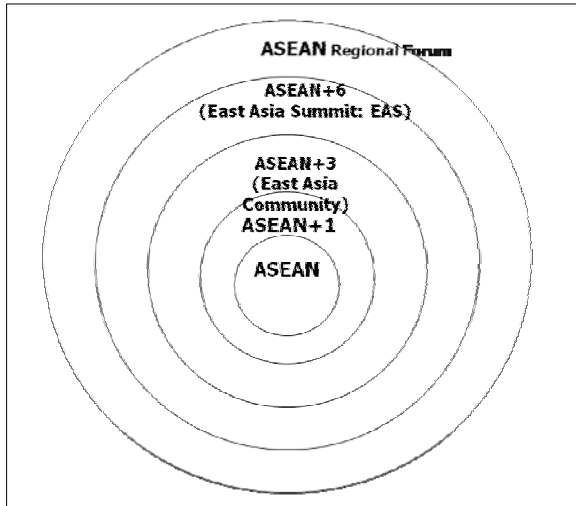 ASEAN Regional Forum
ASEAN+6
(East Asia Summit: EAS)
ASEAN+3
(East Asia
Community)
ASEAN+1
ASEAN